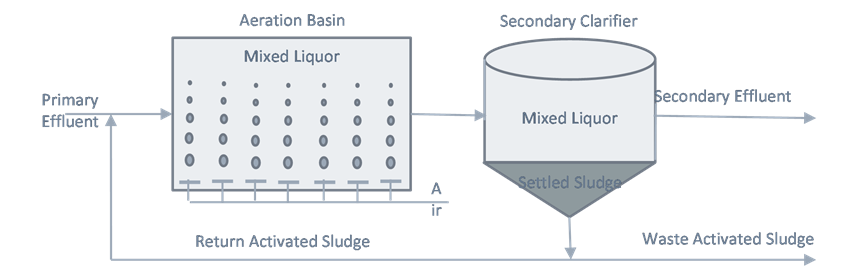 Aeration Basin
Secondary Clarifier
Mixed Liquor
Primary
Effluent
Secondary Effluent
Mixed Liquor
Settled Sludge
A
ir
Return Activated Sludge
Waste Activated Sludge